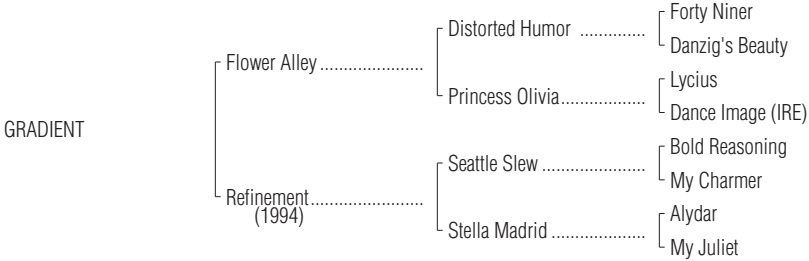 Forty Niner
Distorted Humor ..............
Danzig's Beauty
Flower Alley ......................
Lycius
Princess Olivia..................
Dance Image (IRE)
GRADIENT
Bold Reasoning
Seattle Slew ......................
My Charmer
Refinement........................
(1994)
Alydar
Stella Madrid ....................
My Juliet